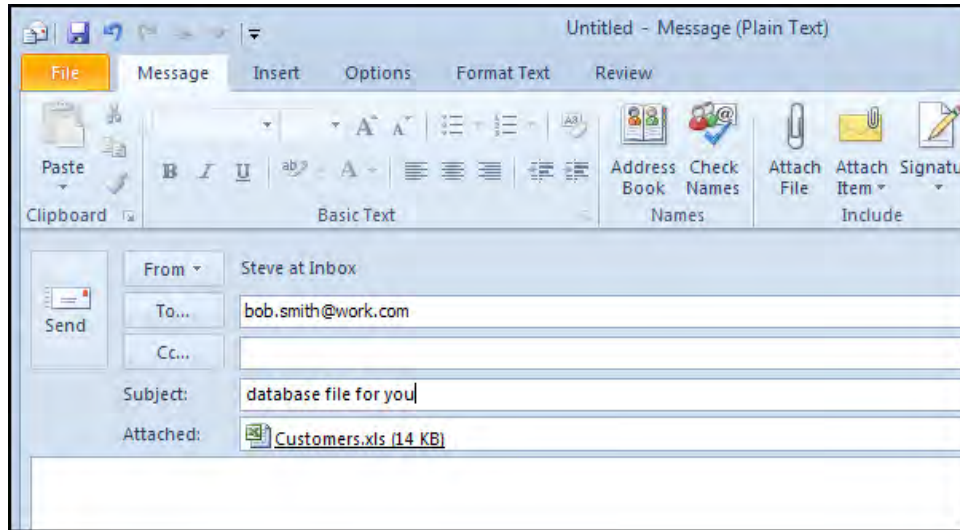 Untitled - Message (Plain Text)
File Message Insert Options Format Text Review
Paste
B I U A
Address Book
Check Names
Attach File
Attach Item
Signatu
Clipboard Basic Text Names Include
From Steve at Inbox
Send
To... bob.smith@work.com
Cc...
Subject: database file for you
Attached: Customers.xls (14 KB)